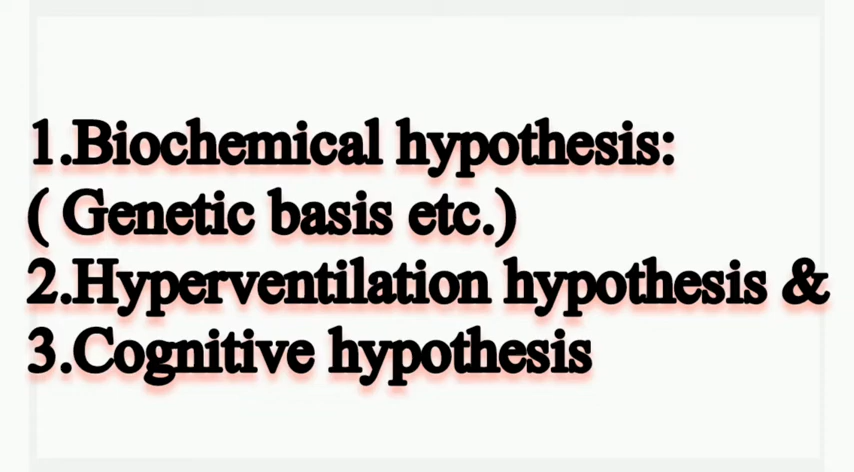 1.Biochemical hypothesis:
( Genetic basis etc.)
2.Hyperventilation hypothesis &
3.Cognitive hypothesis